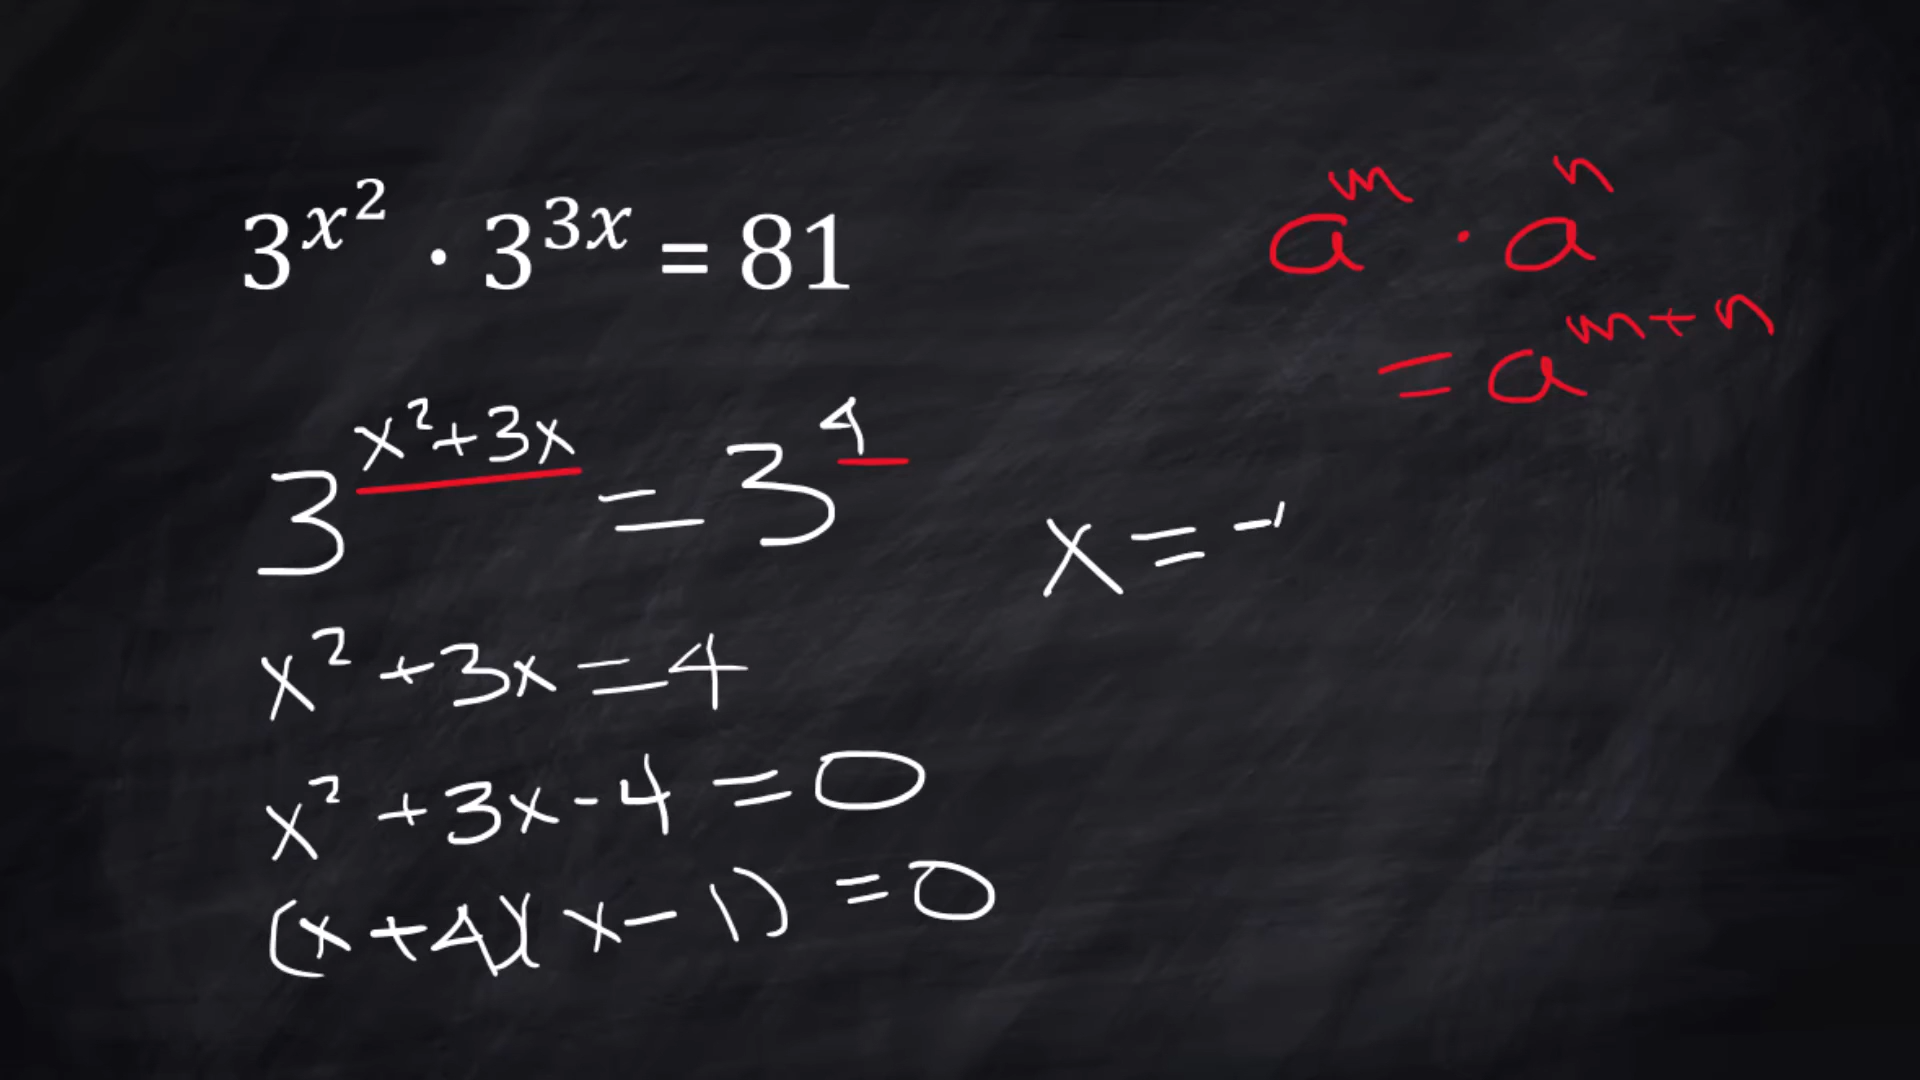 3^{x^2} · 3^{3x} = 81
a^m · a^n
= a^{m+n}
3^{x^2+3x} = 3^4
x = -
x^2 + 3x = 4
x^2 + 3x - 4 = 0
(x + 4)(x - 1) = 0